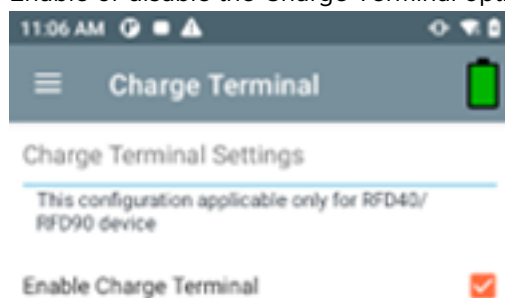 Enable or disable the Charge Terminal opti
11:06 AM
Charge Terminal
Charge Terminal Settings
This configuration applicable only for RFD40/
RFD90 device
Enable Charge Terminal